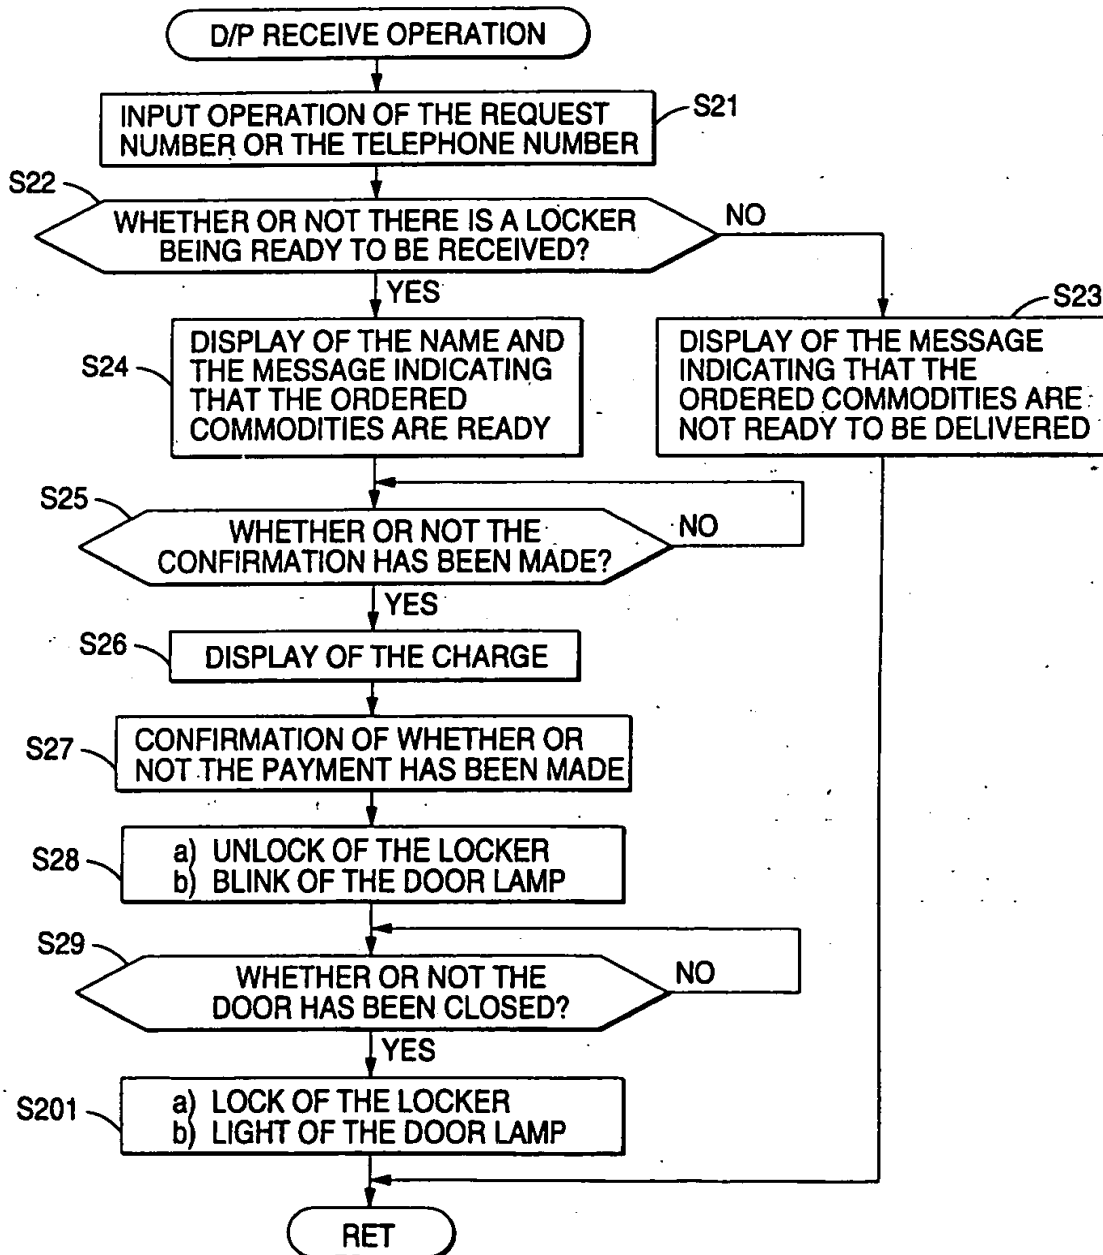 D/P RECEIVE OPERATION
INPUT OPERATION OF THE REQUEST
NUMBER OR THE TELEPHONE NUMBER
S21
S22
WHETHER OR NOT THERE IS A LOCKER
BEING READY TO BE RECEIVED?
NO
YES
S23
DISPLAY OF THE MESSAGE
INDICATING THAT THE
ORDERED COMMODITIES ARE
NOT READY TO BE DELIVERED
S24
DISPLAY OF THE NAME AND
THE MESSAGE INDICATING
THAT THE ORDERED
COMMODITIES ARE READY
S25
WHETHER OR NOT THE
CONFIRMATION HAS BEEN MADE?
NO
YES
S26
DISPLAY OF THE CHARGE
S27
CONFIRMATION OF WHETHER OR
NOT THE PAYMENT HAS BEEN MADE
S28
a) UNLOCK OF THE LOCKER
b) BLINK OF THE DOOR LAMP
S29
WHETHER OR NOT THE
DOOR HAS BEEN CLOSED?
NO
YES
S201
a) LOCK OF THE LOCKER
b) LIGHT OF THE DOOR LAMP
RET